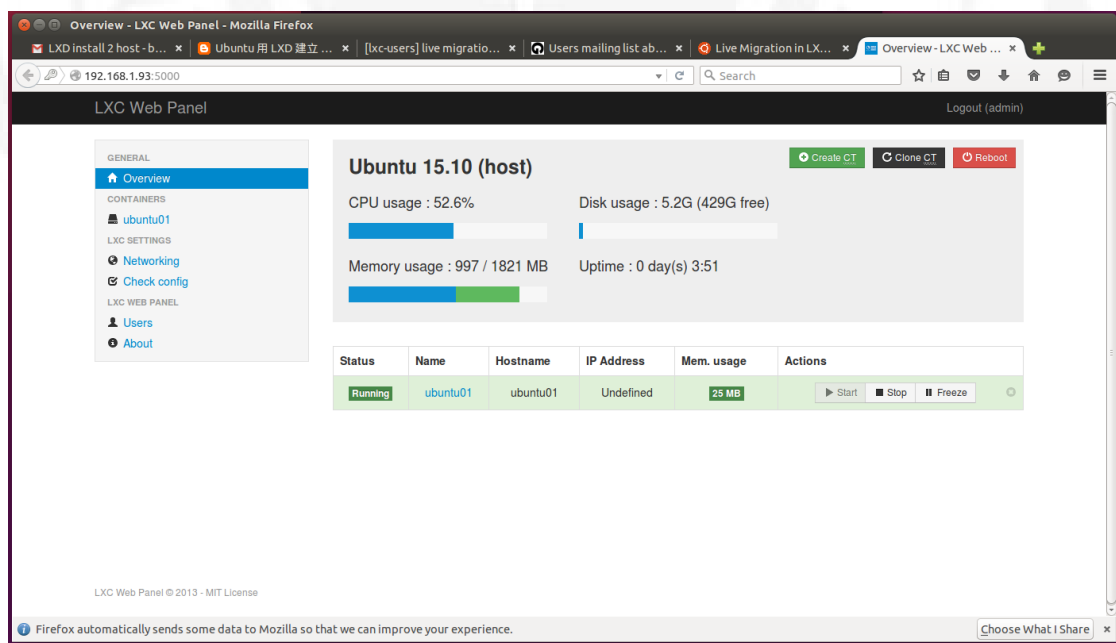 Overview - LXC Web Panel - Mozilla Firefox
LXD install 2 host - b... Ubuntu 用 LXD 建立 ... [lxc-users] live migratio... Users mailing list ab... Live Migration in LX... Overview - LXC Web ...
192.168.1.93:5000 Search
LXC Web Panel Logout (admin)
GENERAL
Overview
CONTAINERS
ubuntu01
LXC SETTINGS
Networking
Check config
LXC WEB PANEL
Users
About
Ubuntu 15.10 (host)
Create CT Clone CT Reboot
CPU usage : 52.6% Disk usage : 5.2G (429G free)
Memory usage : 997 / 1821 MB Uptime : 0 day(s) 3:51
Status Name Hostname IP Address Mem. usage Actions
Running ubuntu01 ubuntu01 Undefined 25 MB Start Stop Freeze
LXC Web Panel © 2013 - MIT License
Firefox automatically sends some data to Mozilla so that we can improve your experience. Choose What I Share